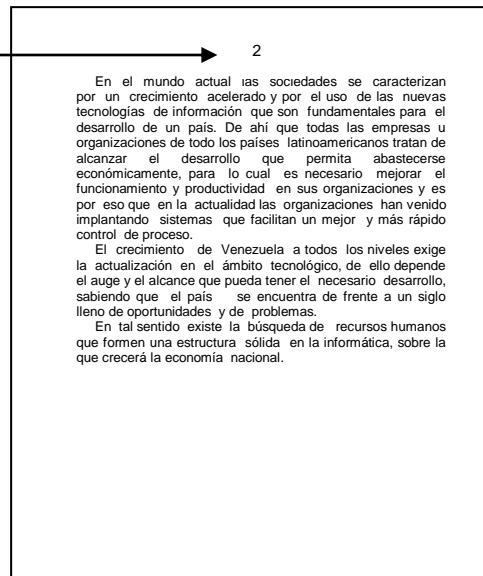 2
En el mundo actual las sociedades se caracterizan
por un crecimiento acelerado y por el uso de las nuevas
tecnologías de información que son fundamentales para el
desarrollo de un país. De ahí que todas las empresas u
organizaciones de todo los países latinoamericanos tratan de
alcanzar el desarrollo que permita abastecerse
económicamente, para lo cual es necesario mejorar el
funcionamiento y productividad en sus organizaciones y es
por eso que en la actualidad las organizaciones han venido
implantando sistemas que facilitan un mejor y más rápido
control de proceso.
El crecimiento de Venezuela a todos los niveles exige
la actualización en el ámbito tecnológico, de ello depende
el auge y el alcance que pueda tener el necesario desarrollo,
sabiendo que el país se encuentra de frente a un siglo
lleno de oportunidades y de problemas.
En tal sentido existe la búsqueda de recursos humanos
que formen una estructura sólida en la informática, sobre la
que crecerá la economía nacional.